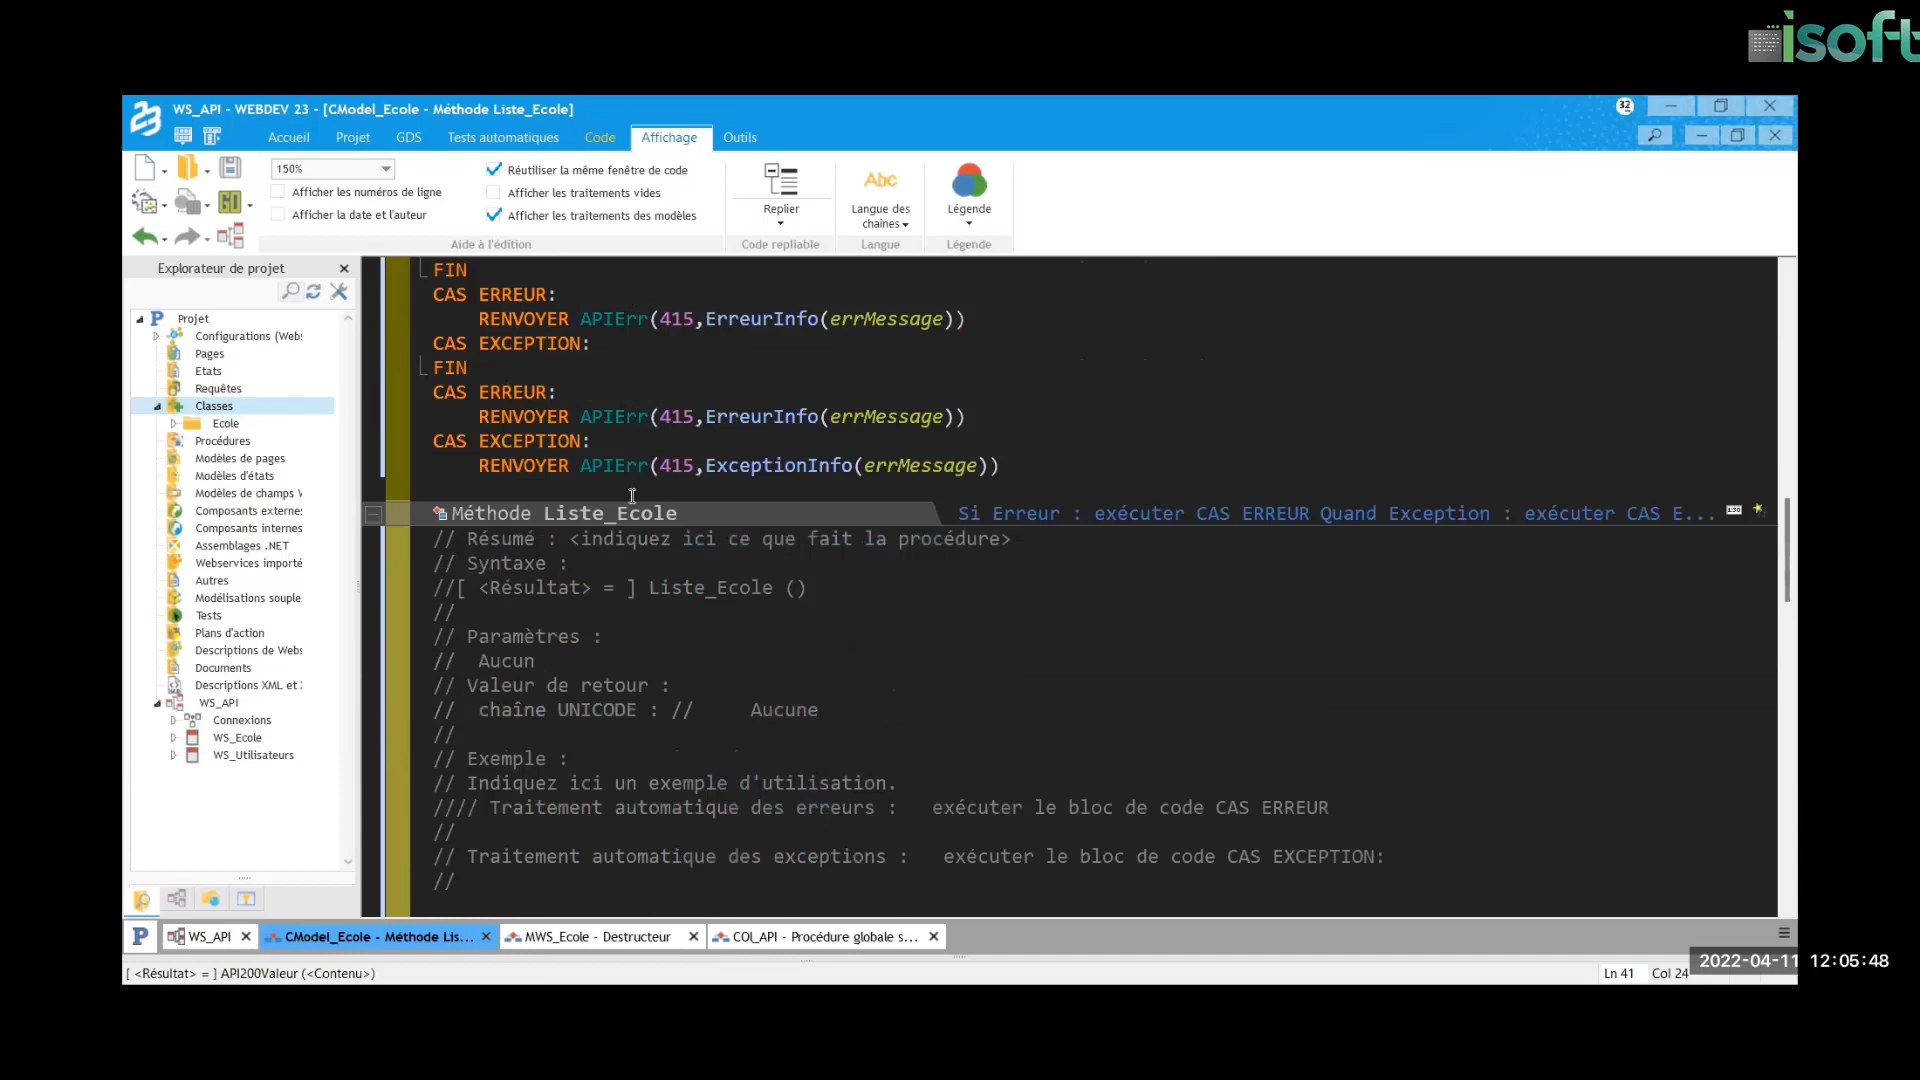 isoft
WS_API - WEBDEV 23 - [CModel_Ecole - Méthode Liste_Ecole]
32
Accueil Projet GDS Tests automatiques Code Affichage Outils
150%
Afficher les numéros de ligne
Afficher la date et l'auteur
Réutiliser la même fenêtre de code
Afficher les traitements vides
Afficher les traitements des modèles
Aide à l'édition
Replier
Code repliable
Abc
Langue des
chaînes
Langue
Légende
Légende
GO
Explorateur de projet
Projet
Configurations (Webs
Pages
Etats
Requêtes
Classes
Ecole
Procédures
Modèles de pages
Modèles d'états
Modèles de champs V
Composants externe:
Composants internes
Assemblages .NET
Webservices importé
Autres
Modélisations souple
Tests
Plans d'action
Descriptions de Webs
Documents
Descriptions XML et :
WS_API
Connexions
WS_Ecole
WS_Utilisateurs
FIN
CAS ERREUR:
RENVOYER APIErr(415,ErreurInfo(errMessage))
CAS EXCEPTION:
FIN
CAS ERREUR:
RENVOYER APIErr(415,ErreurInfo(errMessage))
CAS EXCEPTION:
RENVOYER APIErr(415,ExceptionInfo(errMessage))
Méthode Liste_Ecole Si Erreur : exécuter CAS ERREUR Quand Exception : exécuter CAS E...
// Résumé : <indiquez ici ce que fait la procédure>
// Syntaxe :
//[ <Résultat> = ] Liste_Ecole ()
//
// Paramètres :
// Aucun
// Valeur de retour :
// chaîne UNICODE : // Aucune
//
// Exemple :
// Indiquez ici un exemple d'utilisation.
//// Traitement automatique des erreurs : exécuter le bloc de code CAS ERREUR
//
// Traitement automatique des exceptions : exécuter le bloc de code CAS EXCEPTION:
//
WS_API CModel_Ecole - Méthode Lis... MWS_Ecole - Destructeur COL_API - Procédure globale s...
[ <Résultat> = ] API200Valeur (<Contenu>)
Ln 41 Col 24
2022-04-11 12:05:48